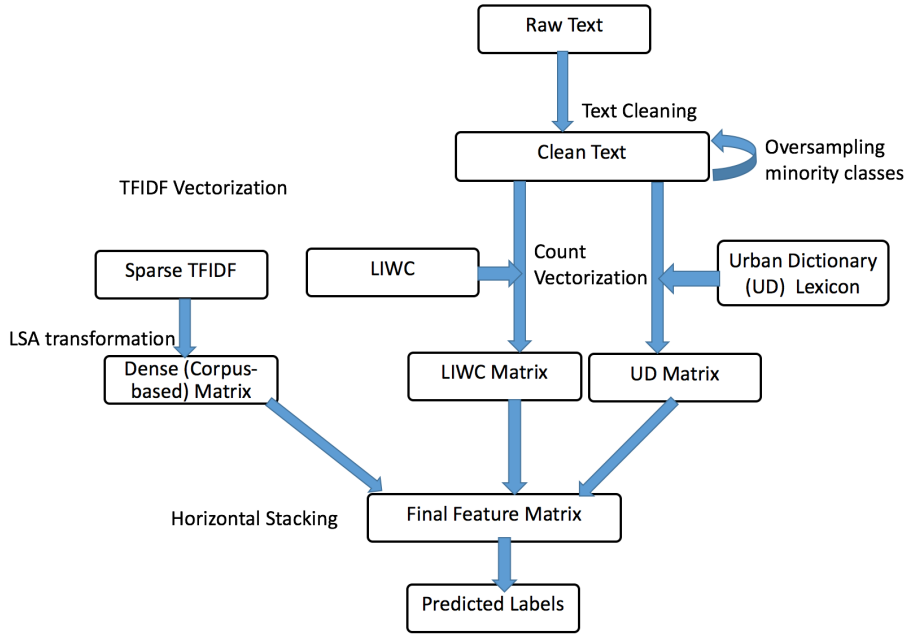 Raw Text
Text Cleaning
Clean Text
Oversampling
minority classes
TFIDF Vectorization
Sparse TFIDF
LIWC
Count
Vectorization
Urban Dictionary
(UD) Lexicon
LSA transformation
Dense (Corpus-
based) Matrix
LIWC Matrix
UD Matrix
Horizontal Stacking
Final Feature Matrix
Predicted Labels